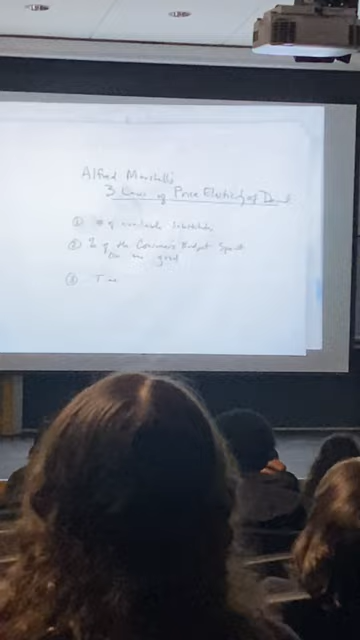 Alfred Marshall's
3 Laws of Price Elasticity of Demand
① # of available Substitutes
② % of the Consumer's Budget Spent
on the good
③ Time